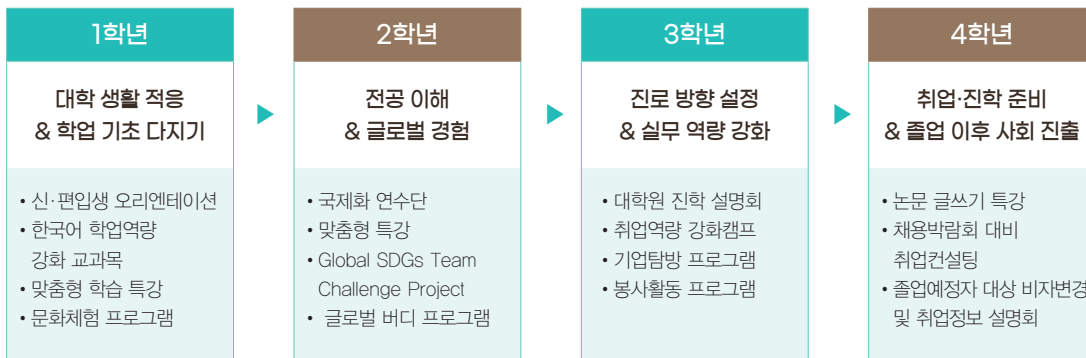 1학년
대학 생활 적응
& 학업 기초 다지기
• 신·편입생 오리엔테이션
• 한국어 학업역량
강화 교과목
• 맞춤형 학습 특강
• 문화체험 프로그램
2학년
전공 이해
& 글로벌 경험
• 국제화 연수단
• 맞춤형 특강
• Global SDGs Team
Challenge Project
• 글로벌 버디 프로그램
3학년
진로 방향 설정
& 실무 역량 강화
• 대학원 진학 설명회
• 취업역량 강화캠프
• 기업탐방 프로그램
• 봉사활동 프로그램
4학년
취업·진학 준비
& 졸업 이후 사회 진출
• 논문 글쓰기 특강
• 채용박람회 대비
취업컨설팅
• 졸업예정자 대상 비자변경
및 취업정보 설명회